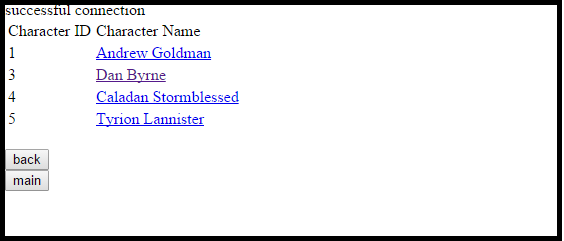 successful connection
Character ID Character Name
1 Andrew Goldman
3 Dan Byrne
4 Caladan Stormblessed
5 Tyrion Lannister
back
main